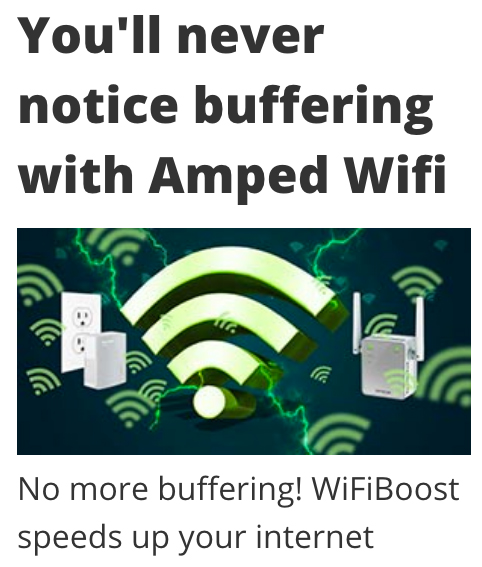 You'll never
notice buffering
with Amped Wifi
No more buffering! WiFiBoost
speeds up your internet